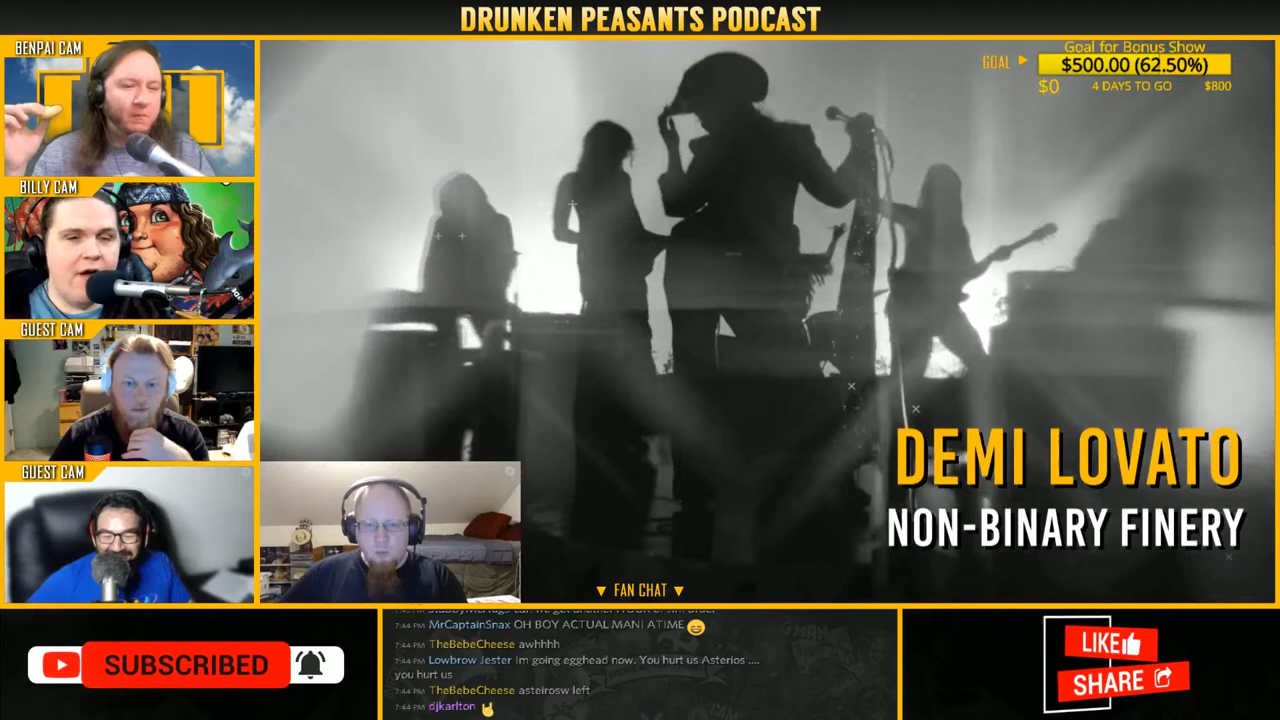 DRUNKEN PEASANTS PODCAST
BENPAI CAM
BILLY CAM
GUEST CAM
GUEST CAM
GOAL ▶
Goal for Bonus Show
$500.00 (62.50%)
$0 4 DAYS TO GO $800
DEMI LOVATO
NON-BINARY FINERY
▼ FAN CHAT ▼
7:44 PM MrCaptainSnax OH BOY ACTUAL MANI ATIME
7:44 PM TheBebeCheese awhhhh
7:44 PM Lowbrow Jester Im going egghead now. You hurt us Asterios ....
you hurt us
7:44 PM TheBebeCheese asteirosw left
7:44 PM djkarlton
SUBSCRIBED
LIKE
SHARE